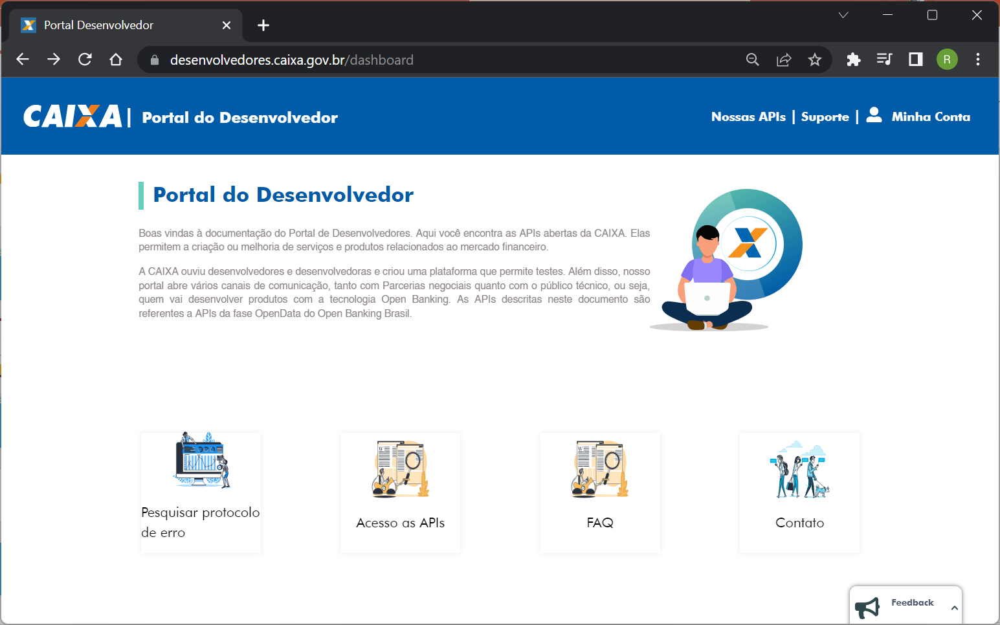 Portal Desenvolvedor
desenvolvedores.caixa.gov.br/dashboard
R
CAIXA | Portal do Desenvolvedor
Nossas APIs | Suporte | Minha Conta
Portal do Desenvolvedor
Boas vindas à documentação do Portal de Desenvolvedores. Aqui você encontra as APIs abertas da CAIXA. Elas
permitem a criação ou melhoria de serviços e produtos relacionados ao mercado financeiro.
A CAIXA ouviu desenvolvedores e desenvolvedoras e criou uma plataforma que permite testes. Além disso, nosso
portal abre vários canais de comunicação, tanto com Parcerias negociais quanto com o público técnico, ou seja,
quem vai desenvolver produtos com a tecnologia Open Banking. As APIs descritas neste documento são
referentes a APIs da fase OpenData do Open Banking Brasil.
Pesquisar protocolo
de erro
Acesso as APIs
FAQ
Contato
Feedback